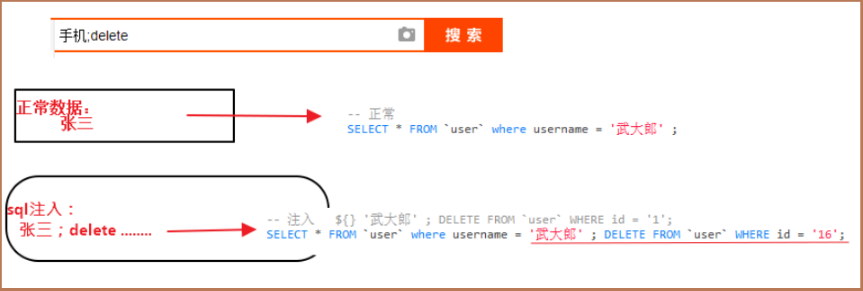 手机;delete
搜 索
正常数据：
张三
-- 正常
SELECT * FROM `user` where username = '武大郎' ;
sql注入：
张三；delete ........
-- 注入   ${} '武大郎' ; DELETE FROM `user` WHERE id = '1';
SELECT * FROM `user` where username = '武大郎' ; DELETE FROM `user` WHERE id = '16';